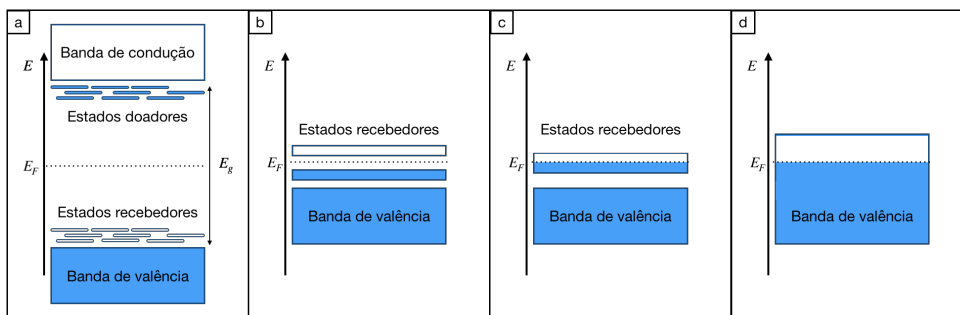 a
Banda de condução
E
Estados doadores
E_F
E_g
Estados recebedores
Banda de valência
b
E
Estados recebedores
E_F
Banda de valência
c
E
Estados recebedores
E_F
Banda de valência
d
E
E_F
Banda de valência